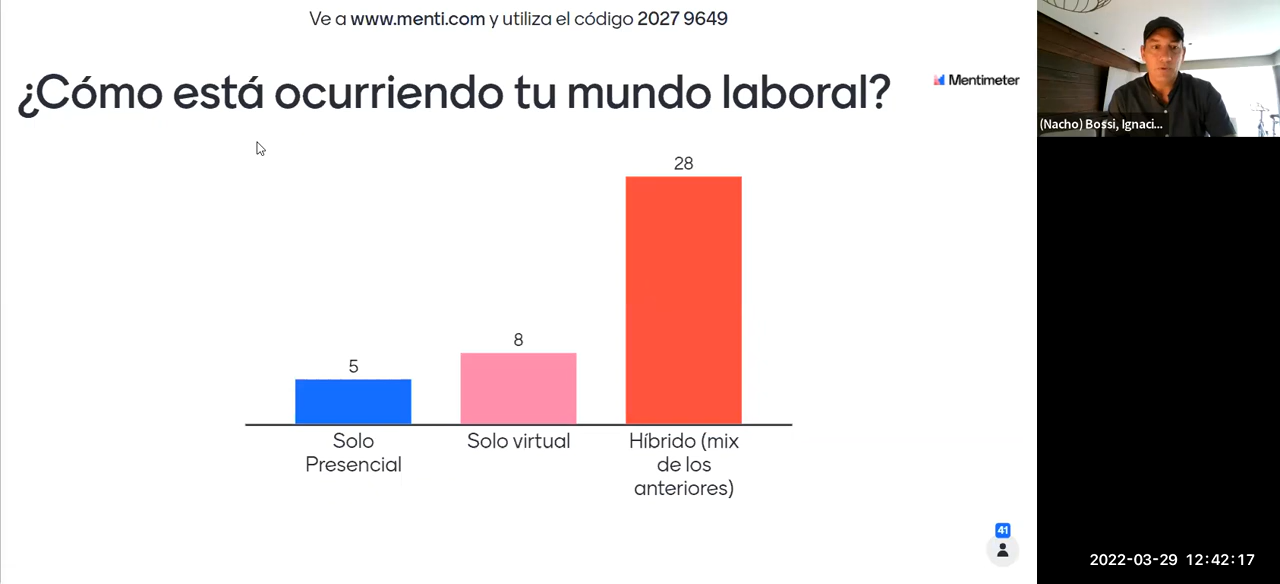 Ve a www.menti.com y utiliza el código 2027 9649
¿Cómo está ocurriendo tu mundo laboral?
Mentimeter
(Nacho) Bossi, Ignaci...
28
8
5
Solo
Presencial
Solo virtual
Híbrido (mix
de los
anteriores)
41
2022-03-29 12:42:17